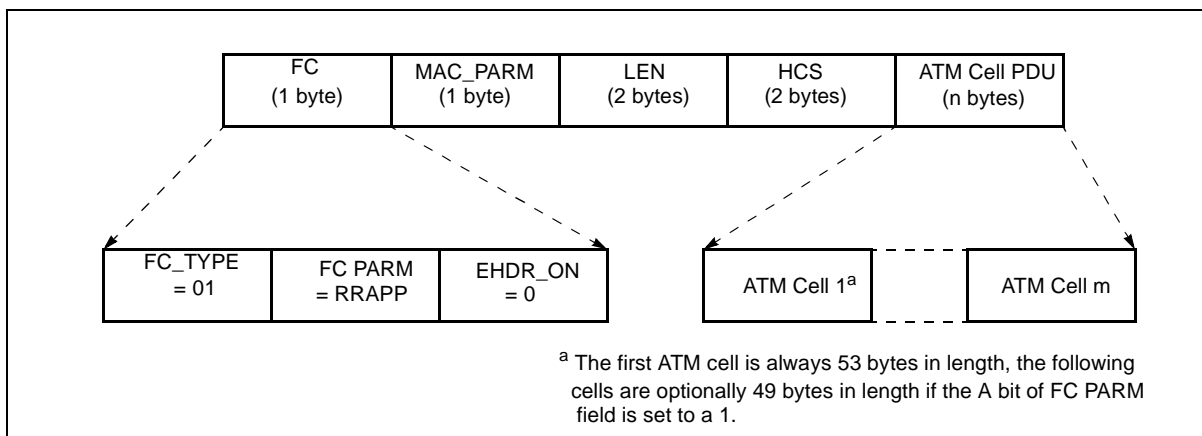 FC
(1 byte)
MAC_PARM
(1 byte)
LEN
(2 bytes)
HCS
(2 bytes)
ATM Cell PDU
(n bytes)
FC_TYPE
= 01
FC PARM
= RRAPP
EHDR_ON
= 0
ATM Cell 1a
ATM Cell m
a The first ATM cell is always 53 bytes in length, the following
cells are optionally 49 bytes in length if the A bit of FC PARM
field is set to a 1.